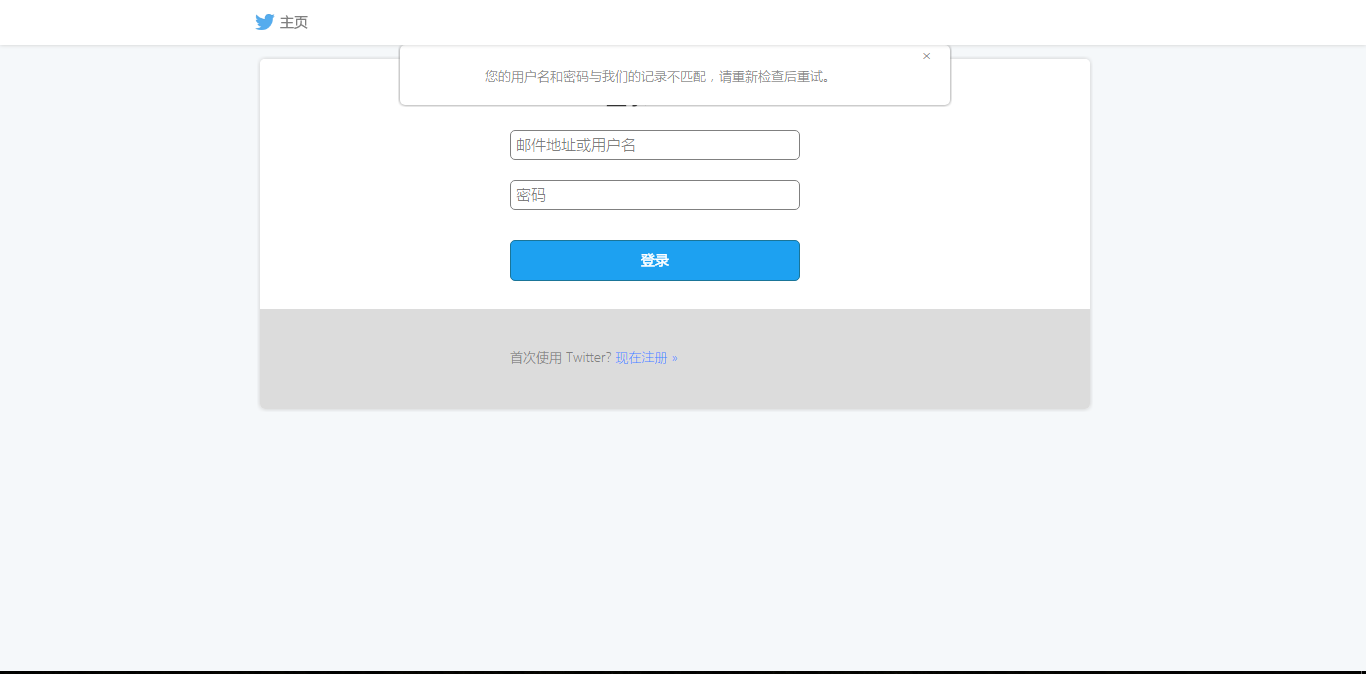 主页
×
您的用户名和密码与我们的记录不匹配，请重新检查后重试。
邮件地址或用户名
密码
登录
首次使用 Twitter? 现在注册 »